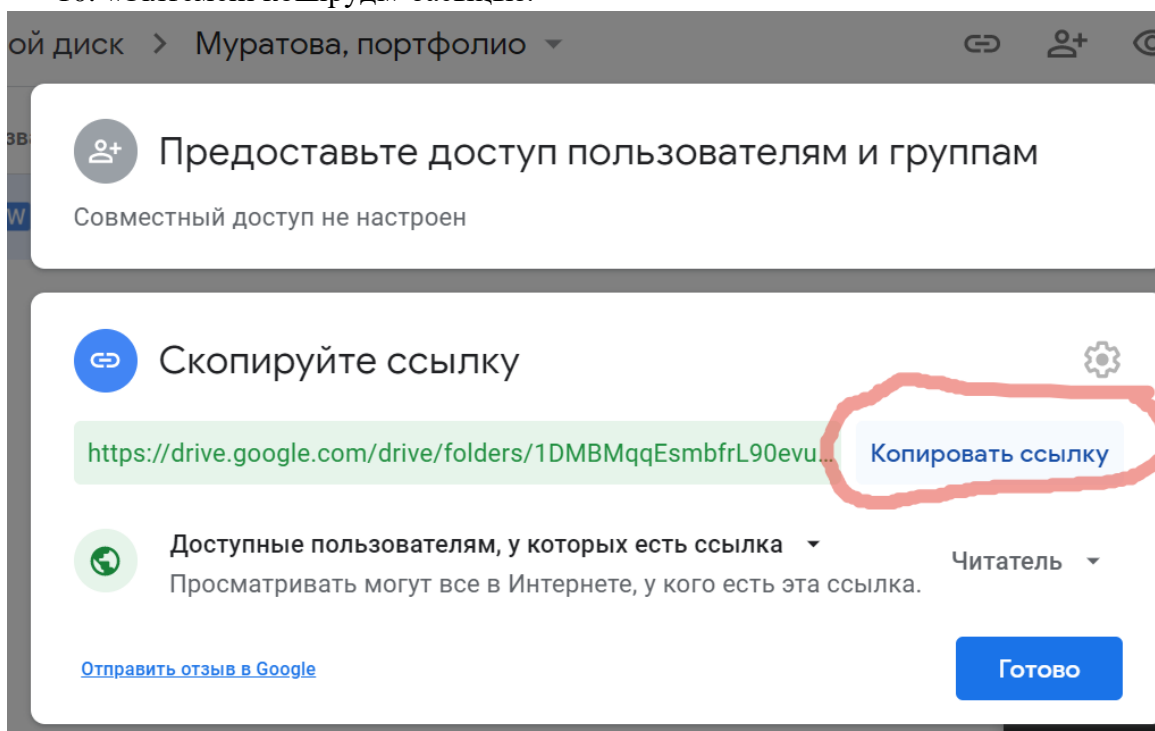 ой диск > Муратова, портфолио
зв
Предоставьте доступ пользователям и группам
W
Совместный доступ не настроен
Скопируйте ссылку
https://drive.google.com/drive/folders/1DMBMqqEsmbfrL90evu...
Копировать ссылку
Доступные пользователям, у которых есть ссылка
Читатель
Просматривать могут все в Интернете, у кого есть эта ссылка.
Отправить отзыв в Google
Готово